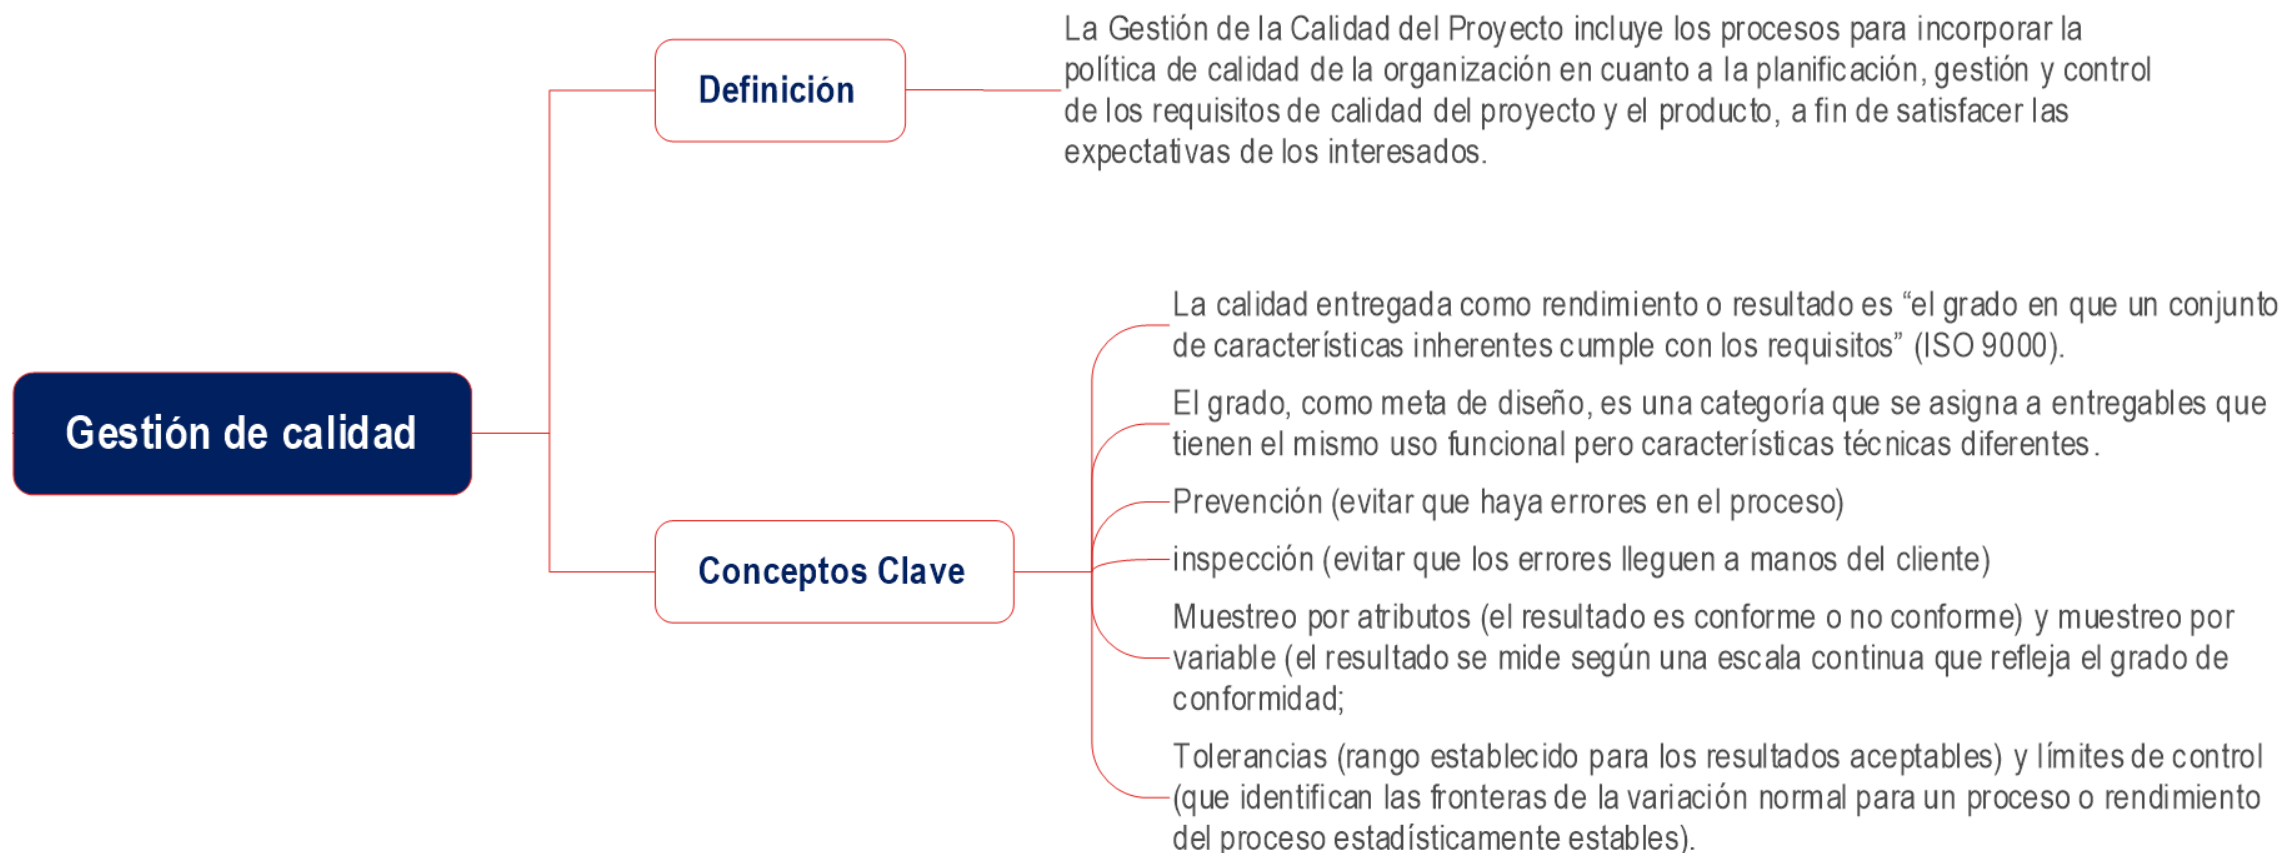 Definición
La Gestión de la Calidad del Proyecto incluye los procesos para incorporar la
política de calidad de la organización en cuanto a la planificación, gestión y control
de los requisitos de calidad del proyecto y el producto, a fin de satisfacer las
expectativas de los interesados.
Gestión de calidad
Conceptos Clave
La calidad entregada como rendimiento o resultado es “el grado en que un conjunto
de características inherentes cumple con los requisitos” (ISO 9000).
El grado, como meta de diseño, es una categoría que se asigna a entregables que
tienen el mismo uso funcional pero características técnicas diferentes.
Prevención (evitar que haya errores en el proceso)
inspección (evitar que los errores lleguen a manos del cliente)
Muestreo por atributos (el resultado es conforme o no conforme) y muestreo por
variable (el resultado se mide según una escala continua que refleja el grado de
conformidad;
Tolerancias (rango establecido para los resultados aceptables) y límites de control
(que identifican las fronteras de la variación normal para un proceso o rendimiento
del proceso estadísticamente estables).